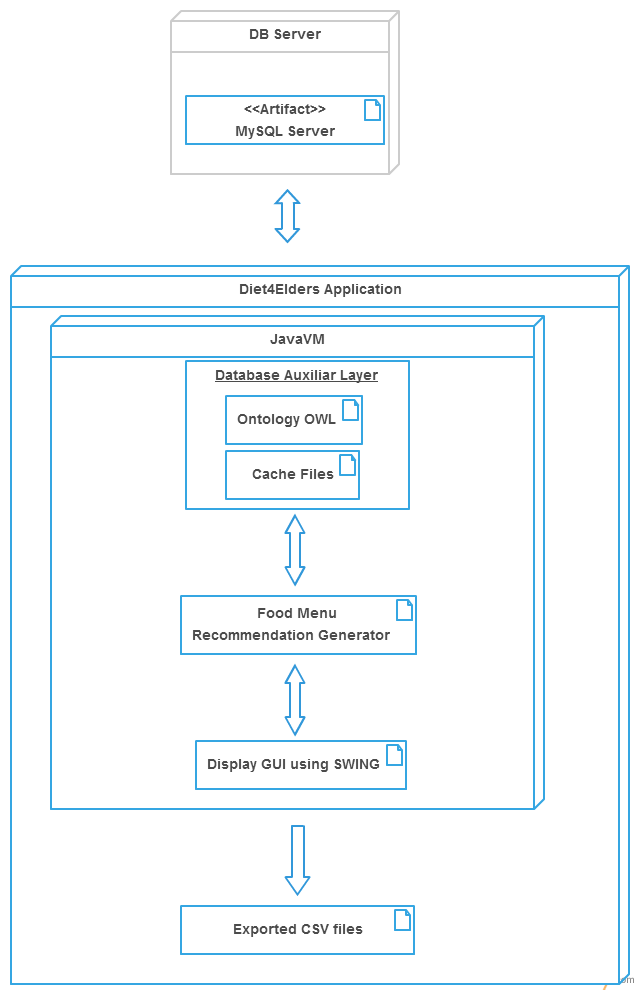 DB Server
<<Artifact>>
MySQL Server
Diet4Elders Application
JavaVM
Database Auxiliar Layer
Ontology OWL
Cache Files
Food Menu
Recommendation Generator
Display GUI using SWING
Exported CSV files
om